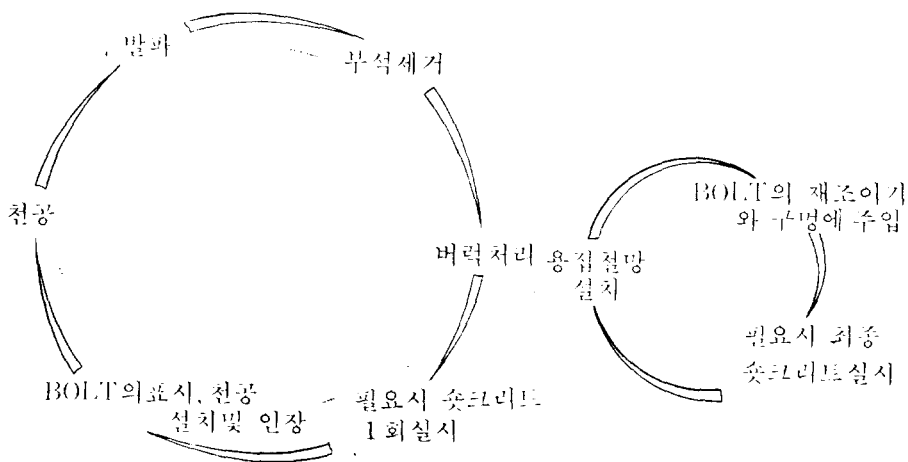 발파
부석제거
천공
버럭처리
BOLT의표시, 천공
설치및 인장
필요시 숏크리트
1회실시
BOLT의 재조이기
와 구멍에 주입
용접철망
설치
필요시 최종
숏크리트실시